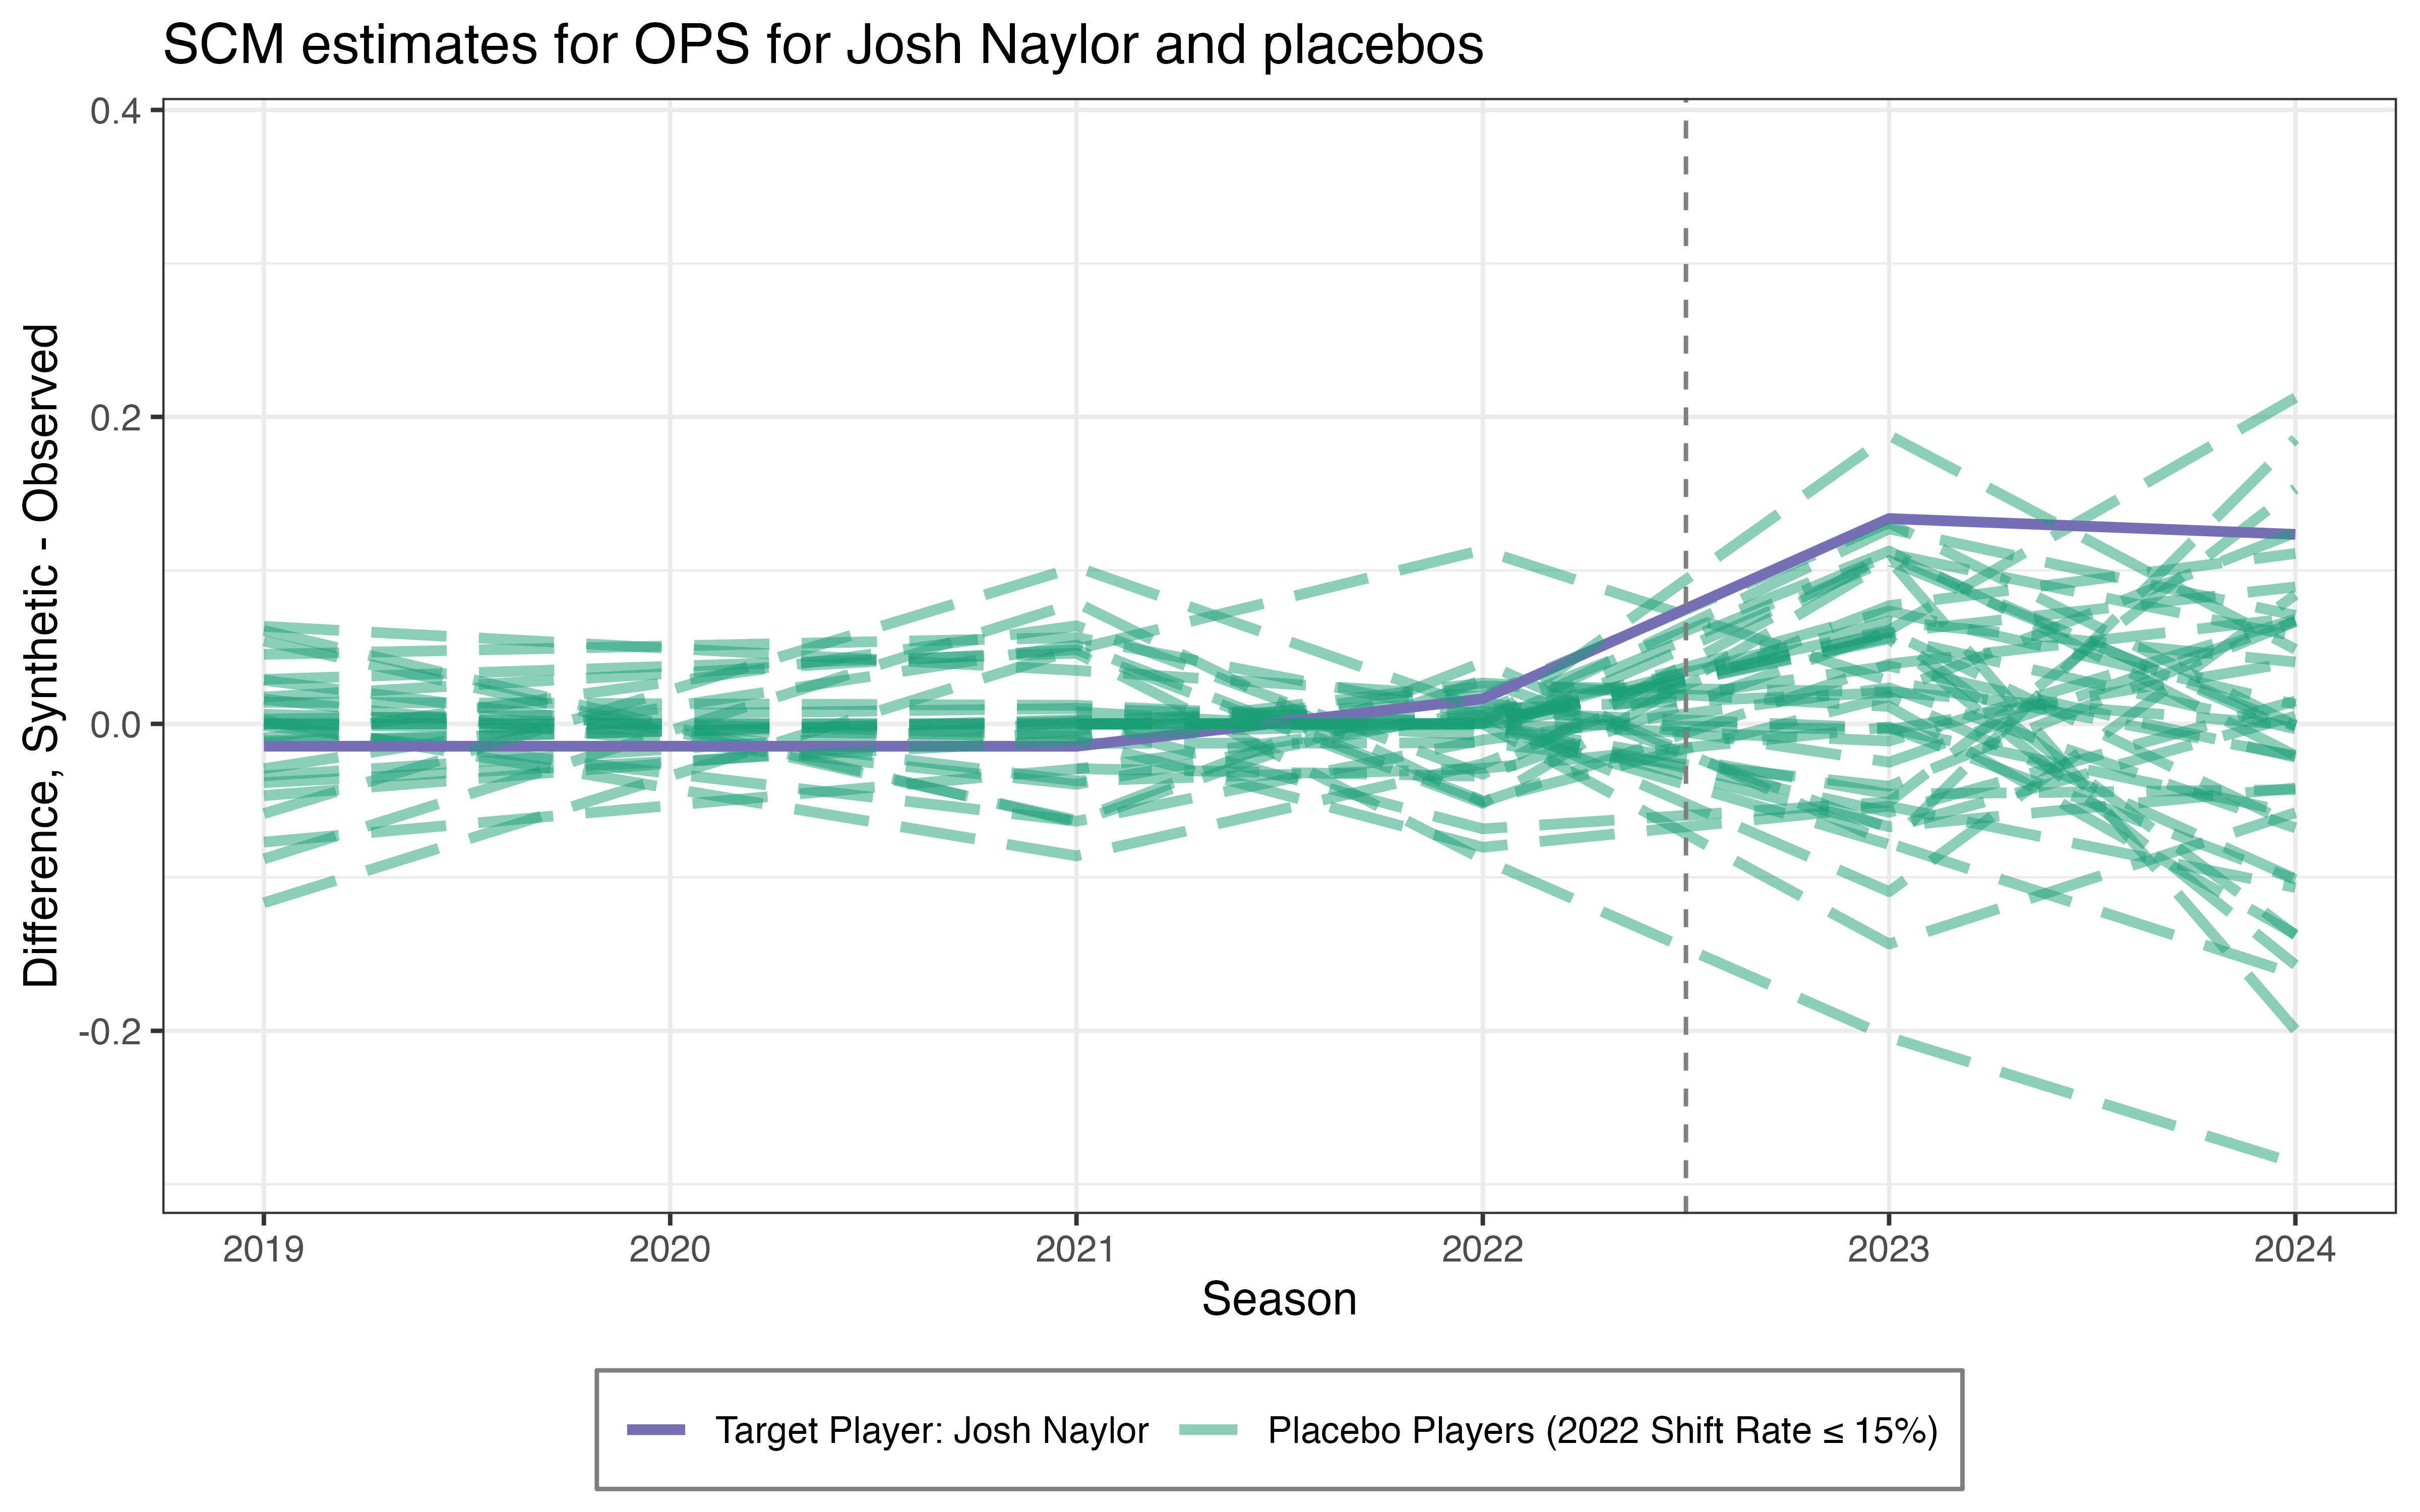 SCM estimates for OPS for Josh Naylor and placebos
Difference, Synthetic - Observed
0.4
0.2
0.0
-0.2
2019 2020 2021 2022 2023 2024
Season
Target Player: Josh Naylor Placebo Players (2022 Shift Rate ≤ 15%)